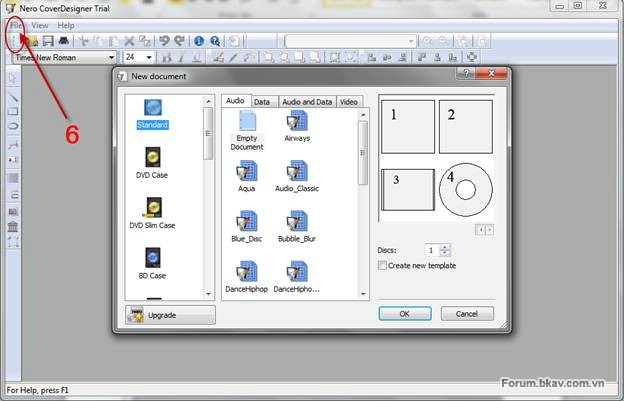 Nero CoverDesigner Trial
File View Help
Times New Roman 24 B I U
6
New document
Standard
DVD Case
DVD Slim Case
BD Case
Upgrade
Audio Data Audio and Data Video
Empty Document Airways
Aqua Audio_Classic
Blue_Disc Bubble_Blur
DanceHiphop DanceHipho...
1 2
3 4
Discs: 1
Create new template
OK Cancel
For Help, press F1
Forum.bkav.com.vn